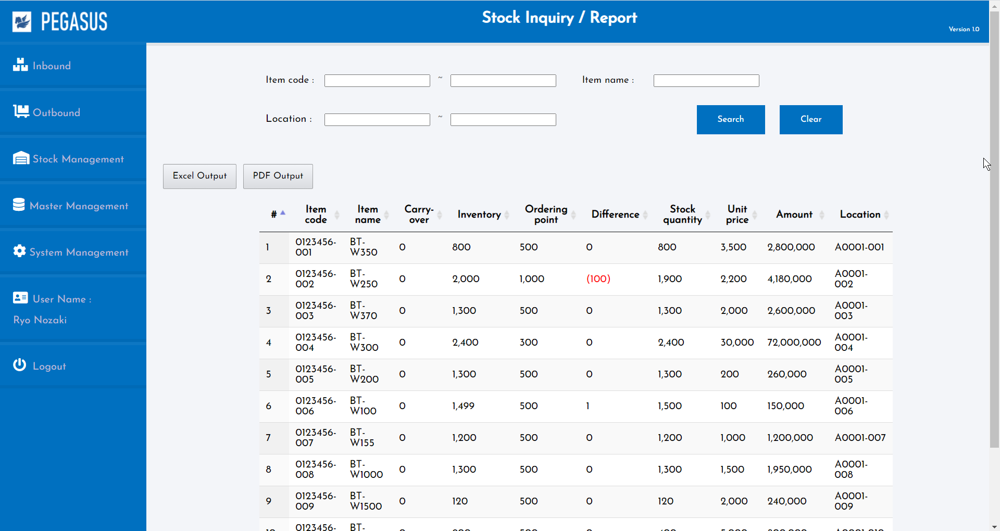 PEGASUS
Stock Inquiry / Report
Version 1.0
Inbound
Outbound
Stock Management
Master Management
System Management
User Name :
Ryo Nozaki
Logout
Item code : ~ Item name :
Location : ~ Search Clear
Excel Output PDF Output
# Item code Item name Carry-over Inventory Ordering point Difference Stock quantity Unit price Amount Location
1 0123456-001 BT-W350 0 800 500 0 800 3,500 2,800,000 A0001-001
2 0123456-002 BT-W250 0 2,000 1,000 (100) 1,900 2,200 4,180,000 A0001-002
3 0123456-003 BT-W370 0 1,300 500 0 1,300 2,000 2,600,000 A0001-003
4 0123456-004 BT-W300 0 2,400 300 0 2,400 30,000 72,000,000 A0001-004
5 0123456-005 BT-W200 0 1,300 500 0 1,300 200 260,000 A0001-005
6 0123456-006 BT-W100 0 1,499 500 1 1,500 100 150,000 A0001-006
7 0123456-007 BT-W155 0 1,200 500 0 1,200 1,000 1,200,000 A0001-007
8 0123456-008 BT-W1000 0 1,300 500 0 1,300 1,500 1,950,000 A0001-008
9 0123456-009 BT-W1500 0 120 500 0 120 2,000 240,000 A0001-009
0123456- BT-